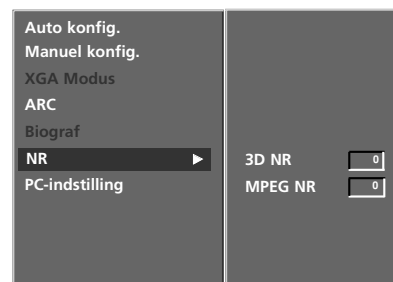 Auto konfig.
Manuel konfig.
XGA Modus
ARC
Biograf
NR
PC-indstilling
3D NR 0
MPEG NR 0